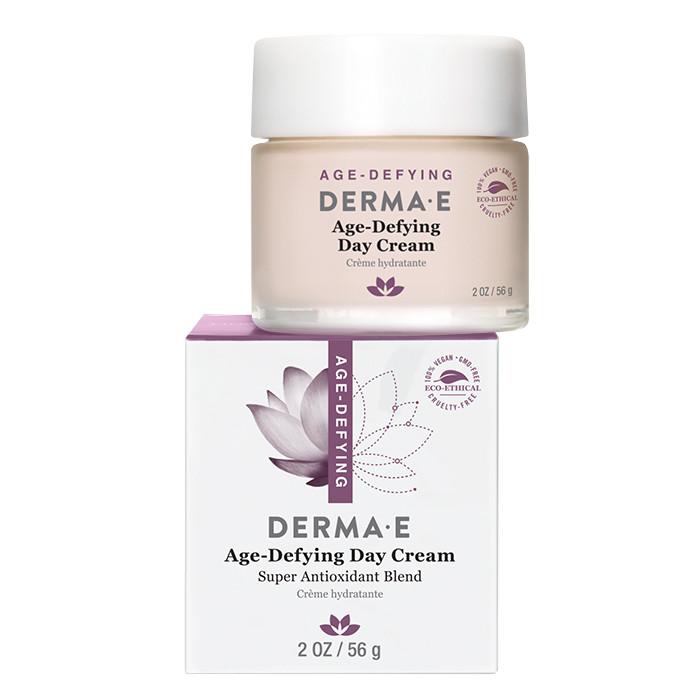 AGE-DEFYING
DERMA·E
Age-Defying
Day Cream
Crème hydratante
100% VEGAN · GMO-FREE
ECO-ETHICAL
CRUELTY-FREE
2 OZ / 56 g
AGE-DEFYING
100% VEGAN · GMO-FREE
ECO-ETHICAL
CRUELTY-FREE
DERMA·E
Age-Defying Day Cream
Super Antioxidant Blend
Crème hydratante
2 OZ / 56 g